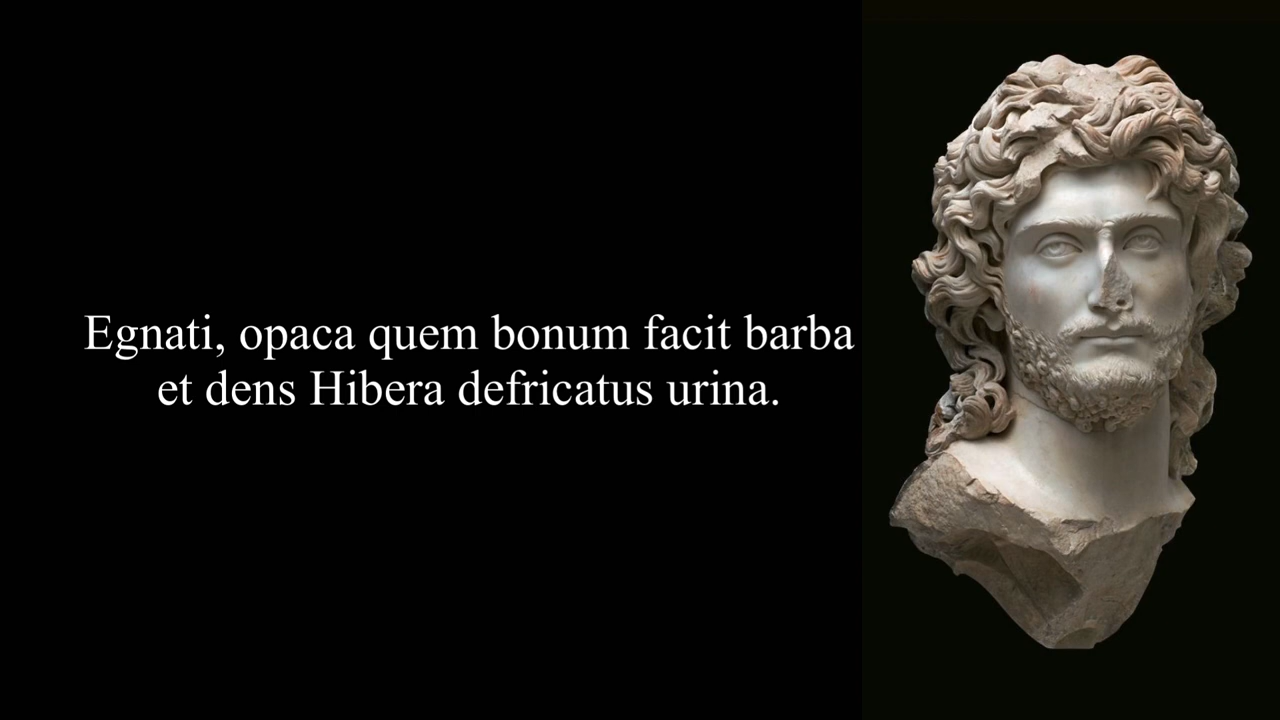 Egnati, opaca quem bonum facit barba
et dens Hibera defricatus urina.